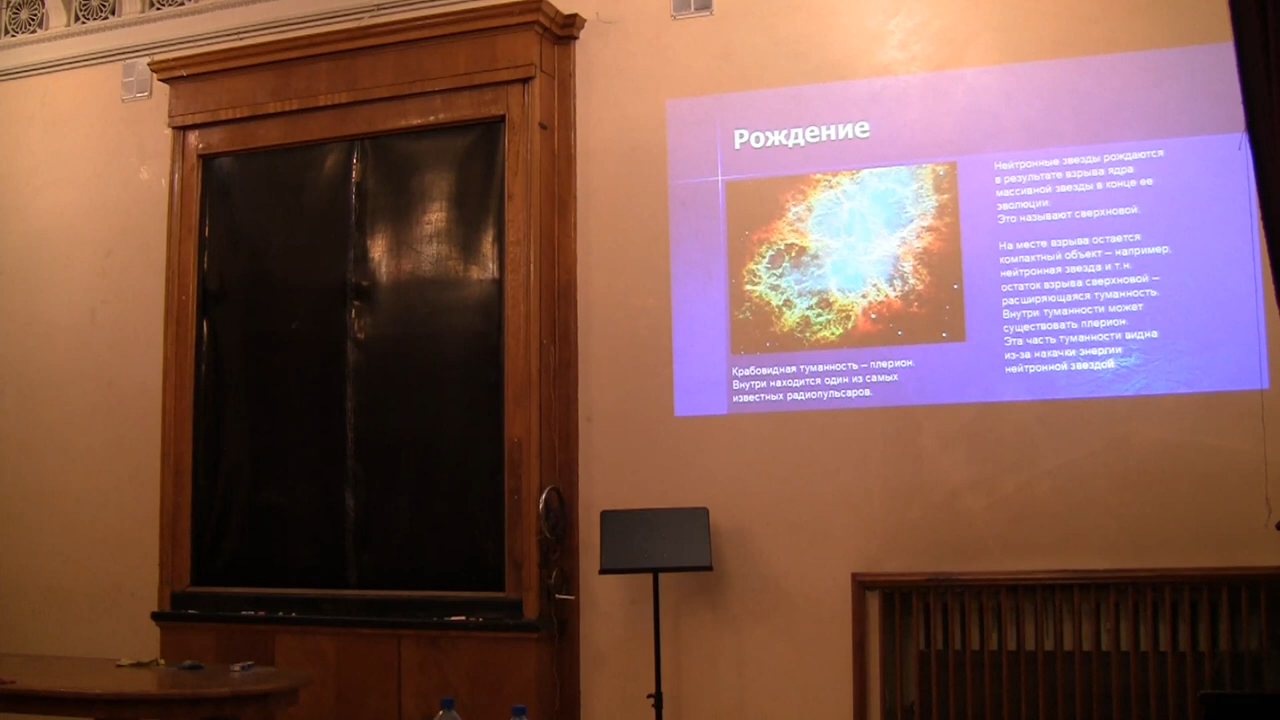 Рождение
Нейтронные звезды рождаются
в результате взрыва ядра
массивной звезды в конце ее
эволюции.
Это называют сверхновой.
На месте взрыва остается
компактный объект – например,
нейтронная звезда и т.н.
остаток взрыва сверхновой –
расширяющаяся туманность.
Внутри туманности может
существовать плерион.
Эта часть туманности видна
из-за накачки энергии
нейтронной звездой
Крабовидная туманность – плерион.
Внутри находится один из самых
известных радиопульсаров.